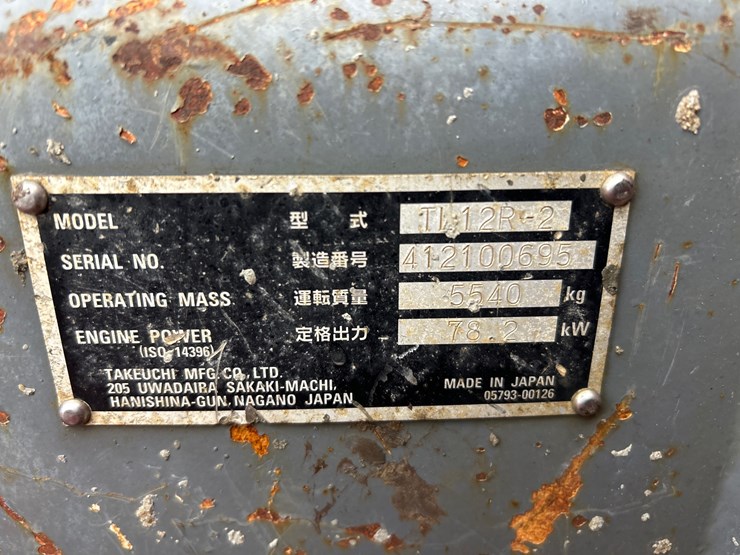 MODEL 型式 TL12R-2
SERIAL NO. 製造番号 412100695
OPERATING MASS 運転質量 5540 kg
ENGINE POWER 定格出力 78.2 kW
(ISO 14396)
TAKEUCHI MFG. CO., LTD.
205 UWADAIRA, SAKAKI-MACHI,
HANISHINA-GUN, NAGANO JAPAN
MADE IN JAPAN
05793-00126